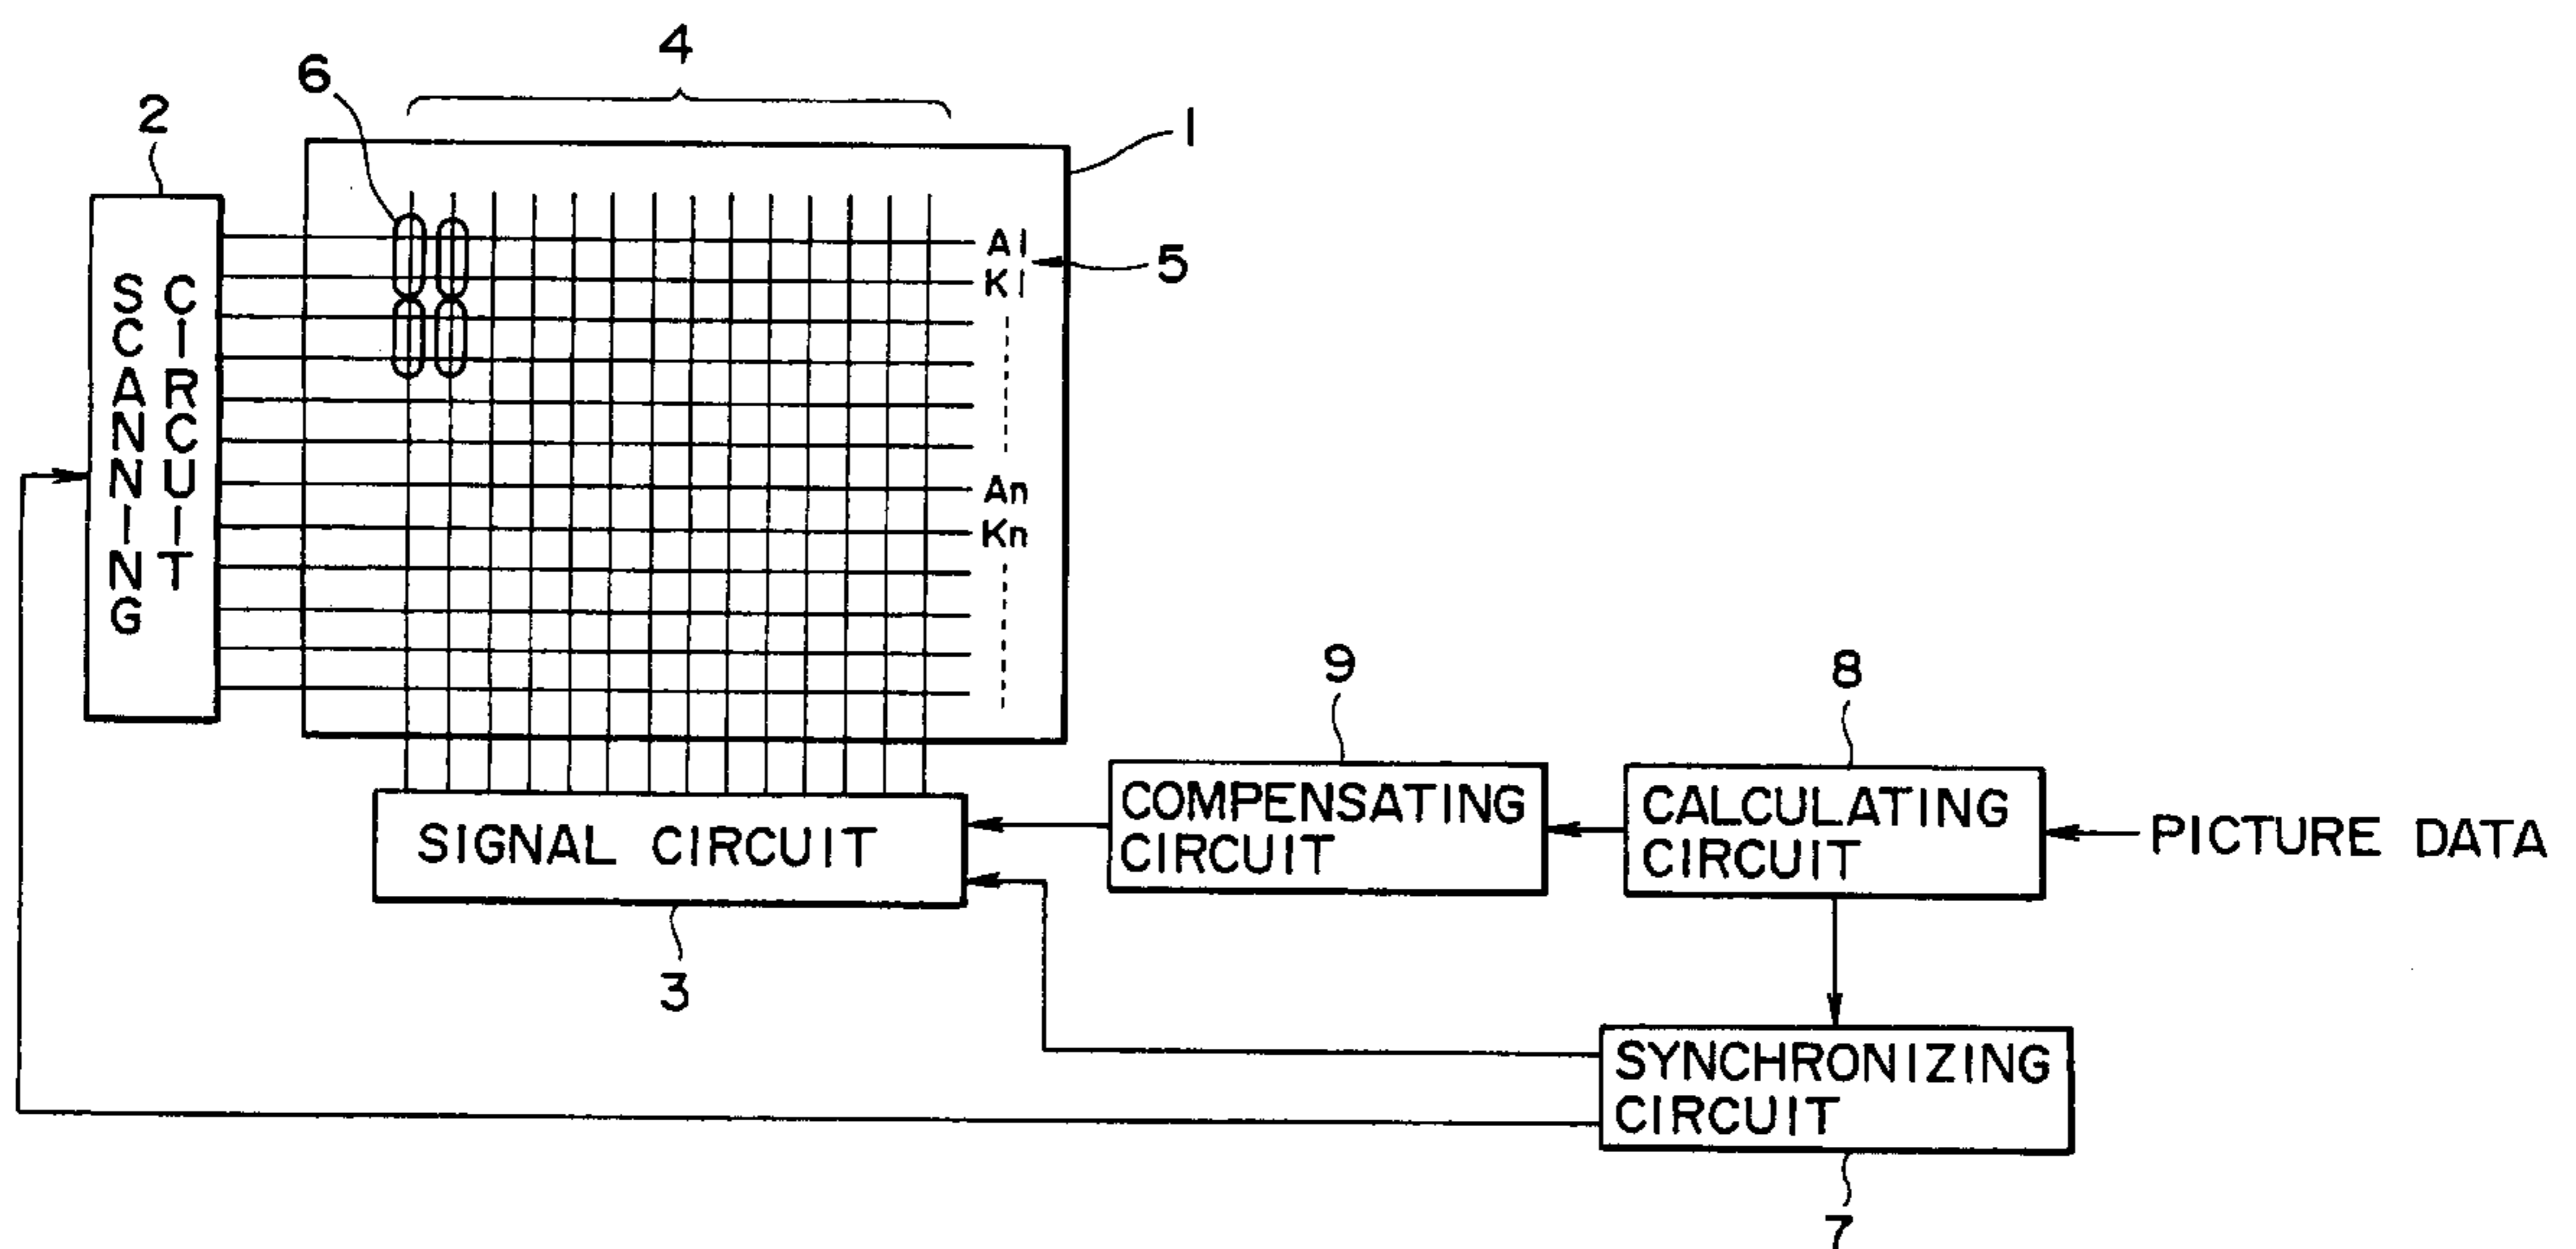 4
6
2
1
A1
K1
5
SCANNING
CIRCUIT
An
Kn
9
8
COMPENSATING
CIRCUIT
CALCULATING
CIRCUIT
PICTURE DATA
SIGNAL CIRCUIT
3
SYNCHRONIZING
CIRCUIT
7